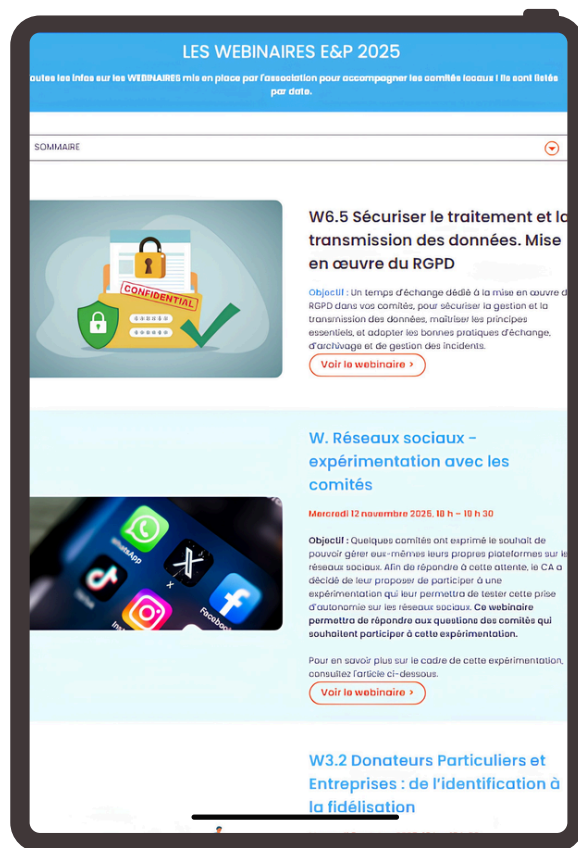 LES WEBINAIRES E&P 2025
outes les infos sur les WEBINAIRES mis en place par l'association pour accompagner les comités locaux ! Ils sont listés
par date.
SOMMAIRE
CONFIDENTIAL
W6.5 Sécuriser le traitement et la
transmission des données. Mise
en œuvre du RGPD
Objectif : Un temps d'échange dédié à la mise en œuvre d
RGPD dans vos comités, pour sécuriser la gestion et la
transmission des données, maîtriser les principes
essentiels, et adopter les bonnes pratiques d'échange,
d'archivage et de gestion des incidents.
Voir le webinaire >
W. Réseaux sociaux -
expérimentation avec les
comités
Mercredi 12 novembre 2025, 18 h – 19 h 30
WhatsApp
X
TikTok
Facebook
Inst
Objectif : Quelques comités ont exprimé le souhait de
pouvoir gérer eux-mêmes leurs propres plateformes sur le
réseaux sociaux. Afin de répondre à cette attente, le CA a
décidé de leur proposer de participer à une
expérimentation qui leur permettra de tester cette prise
d'autonomie sur les réseaux sociaux. Ce webinaire
permettra de répondre aux questions des comités qui
souhaitent participer à cette expérimentation.
Pour en savoir plus sur le cadre de cette expérimentation,
consultez l'article ci-dessous.
Voir le webinaire >
W3.2 Donateurs Particuliers et
Entreprises : de l'identification à
la fidélisation